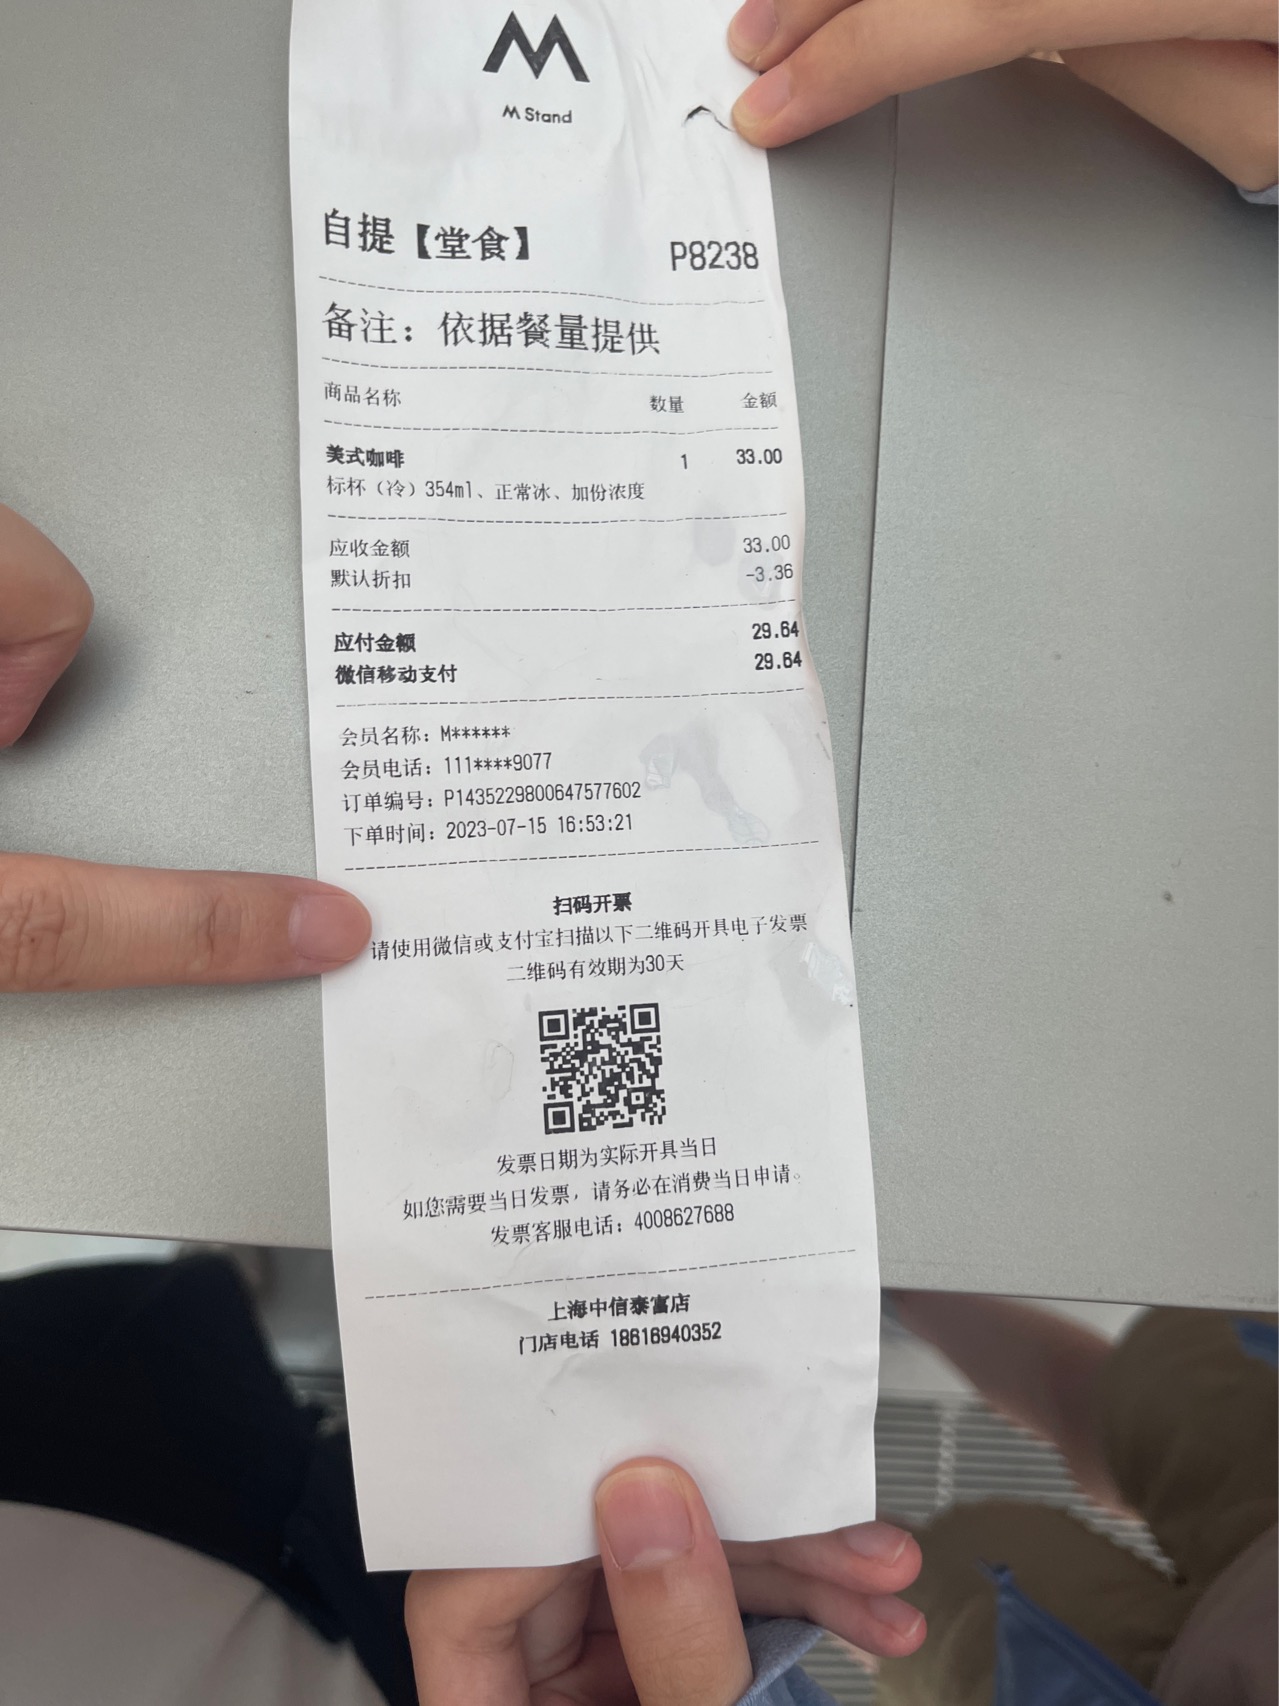 M Stand
自提【堂食】 P8238
备注：依据餐量提供
商品名称 数量 金额
美式咖啡 1 33.00
标杯（冷）354ml、正常冰、加份浓度
应收金额 33.00
默认折扣 -3.36
应付金额 29.64
微信移动支付 29.64
会员名称：M******
会员电话：111****9077
订单编号：P1435229800647577602
下单时间：2023-07-15 16:53:21
扫码开票
请使用微信或支付宝扫描以下二维码开具电子发票
二维码有效期为30天
发票日期为实际开具当日
如您需要当日发票，请务必在消费当日申请。
发票客服电话：4008627688
上海中信泰富店
门店电话 18616940352